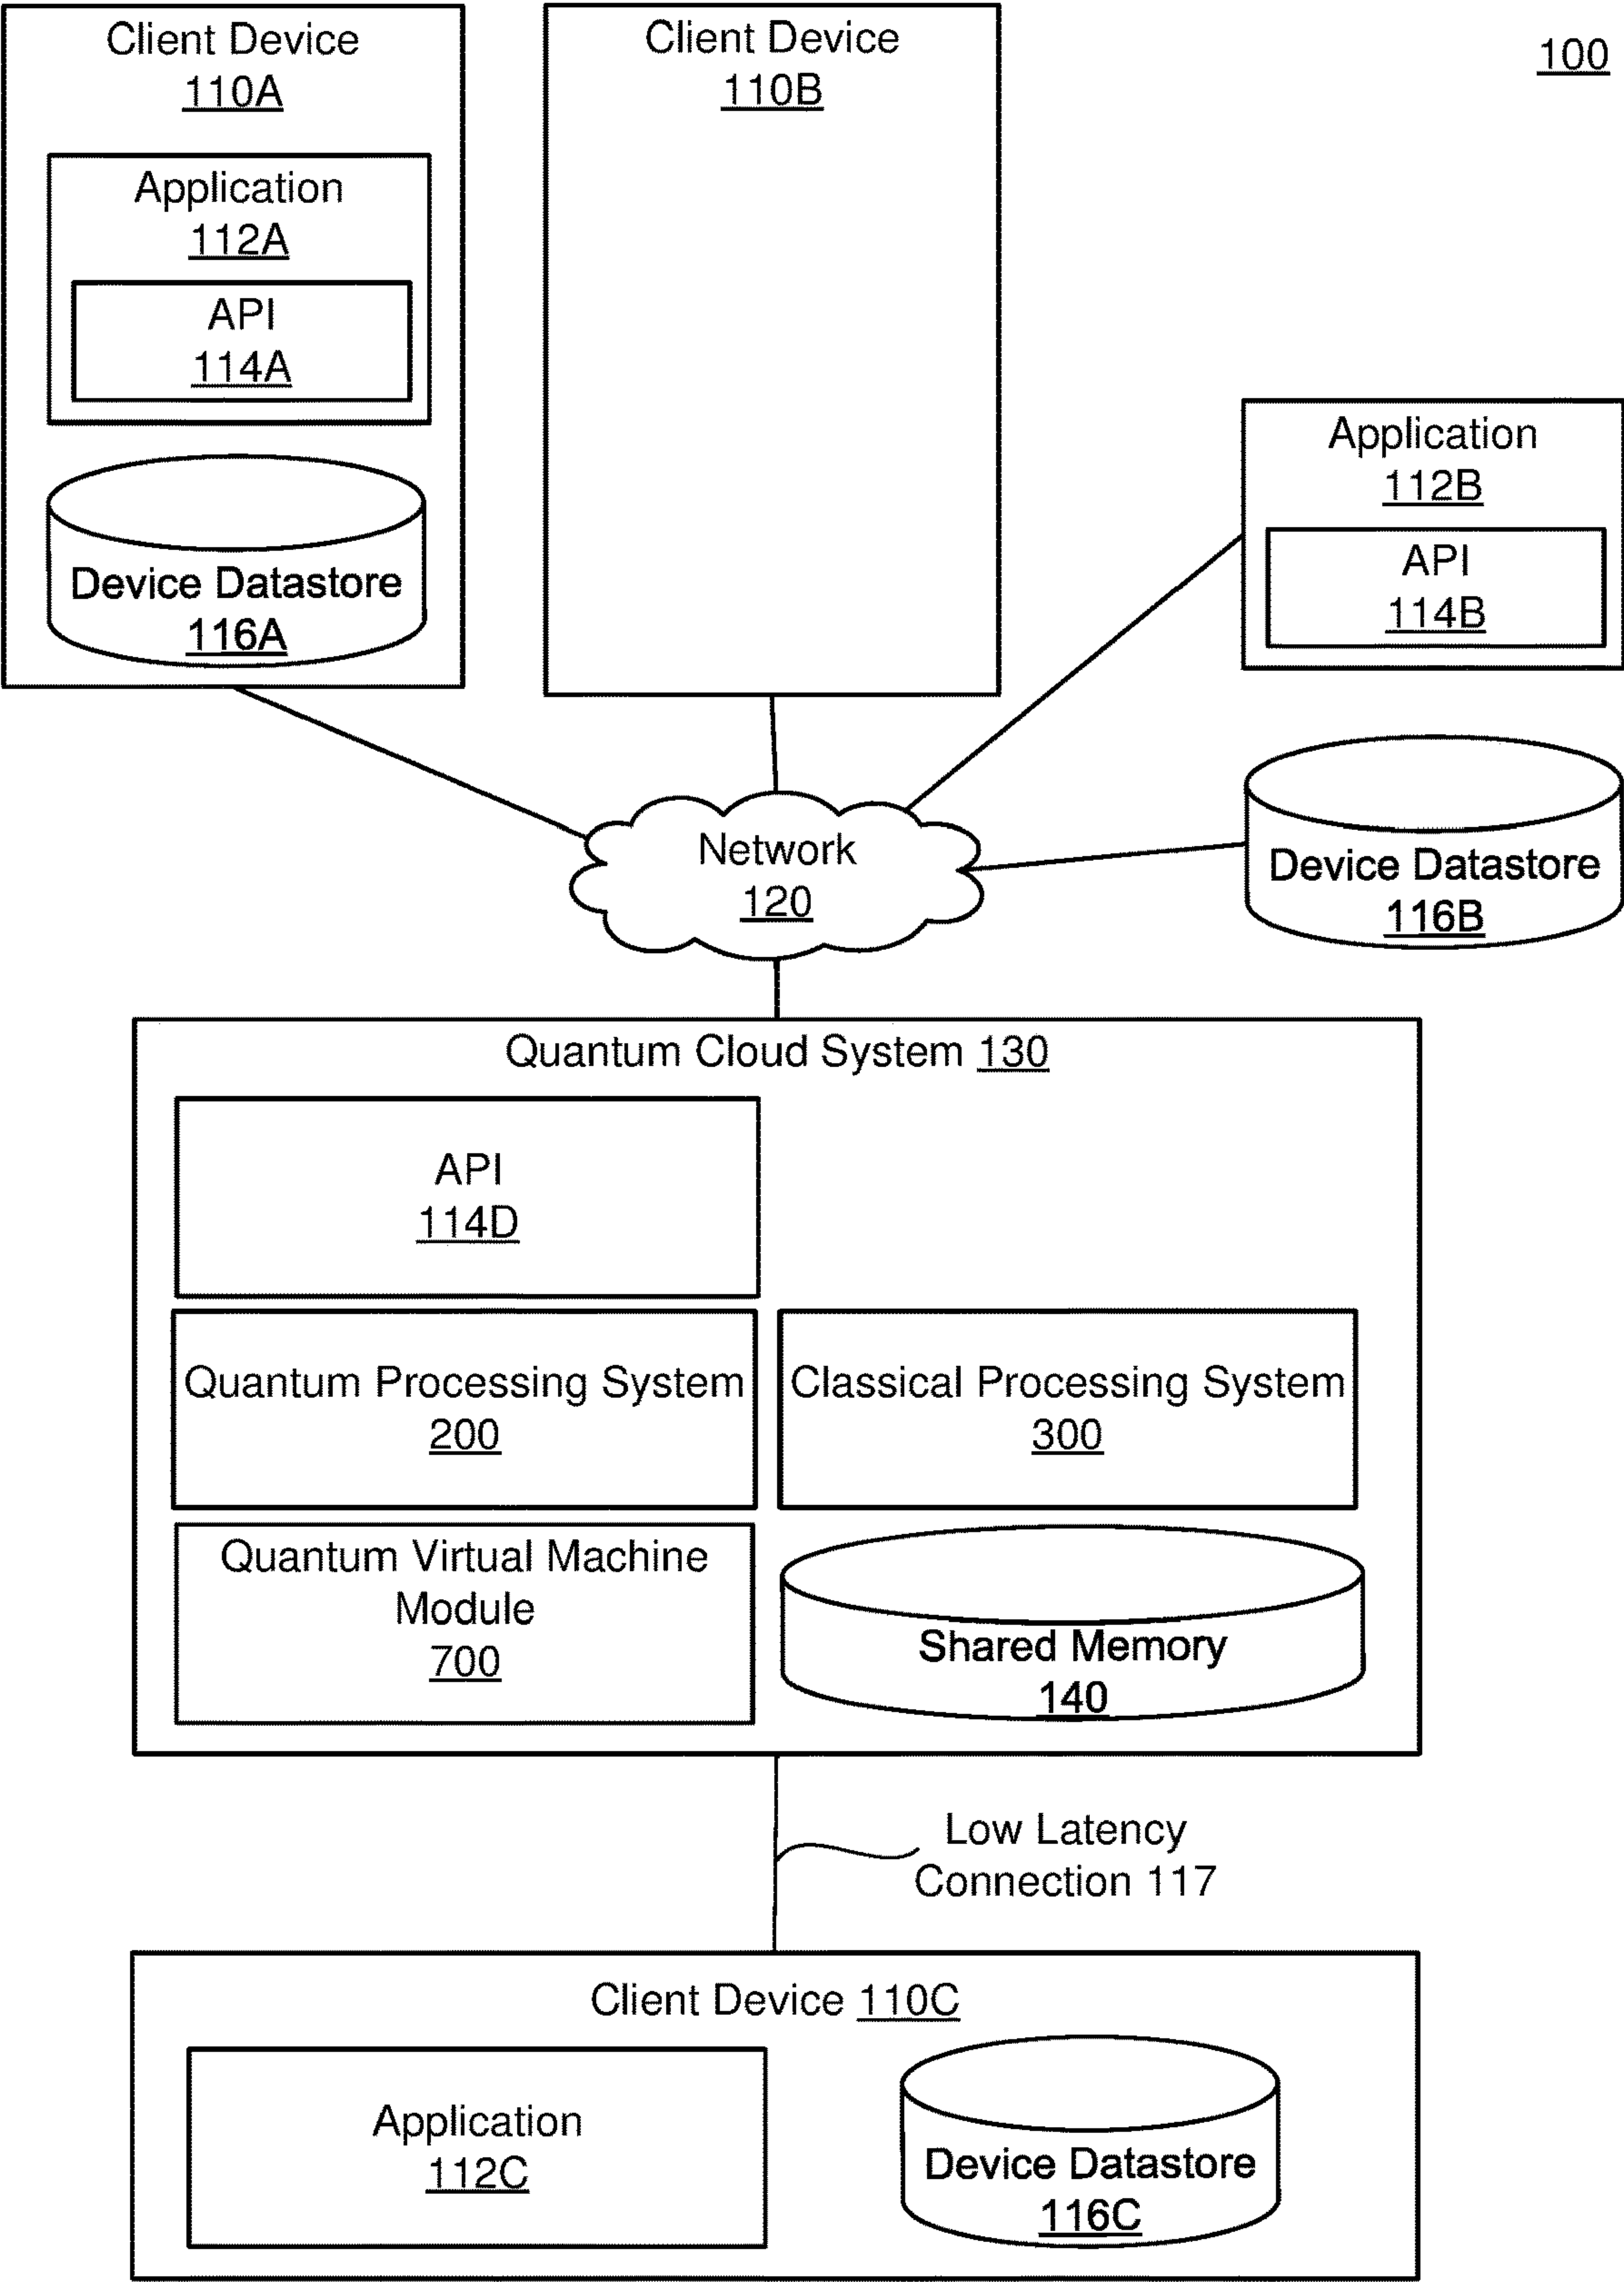 Client Device
110A
Application
112A
API
114A
Device Datastore
116A
Client Device
110B
100
Application
112B
API
114B
Device Datastore
116B
Network
120
Quantum Cloud System 130
API
114D
Quantum Processing System
200
Classical Processing System
300
Quantum Virtual Machine
Module
700
Shared Memory
140
Low Latency
Connection 117
Client Device 110C
Application
112C
Device Datastore
116C